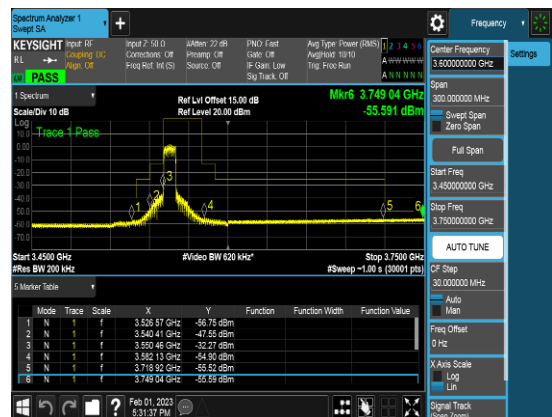 Spectrum Analyzer 1
Swept SA
+
Frequency
KEYSIGHT
Input: RF
Input Z: 50 Ω
#Atten: 22 dB
PNO: Fast
Avg Type: Power (RMS)
1 2 3 4 5 6
RL
Coupling: DC
Corrections: Off
Preamp: Off
Gate: Off
Avg|Hold: 10/10
Align: Off
Freq Ref: Int (S)
Source: Off
IF Gain: Low
Trig: Free Run
Sig Track: Off
A N N N N N
PASS
Center Frequency
3.600000000 GHz
Settings
Span
300.000000 MHz
Swept Span
Zero Span
Full Span
Start Freq
3.450000000 GHz
Stop Freq
3.750000000 GHz
AUTO TUNE
CF Step
30.000000 MHz
Auto
Man
Freq Offset
0 Hz
X Axis Scale
Log
Lin
Signal Track
(Span Zoom)
1 Spectrum
Scale/Div 10 dB
Log
Ref Lvl Offset 15.00 dB
Ref Level 20.00 dBm
Mkr6 3.749 04 GHz
-55.591 dBm
Trace 1 Pass
10.0
0.00
-10.0
-20.0
-30.0
-40.0
-50.0
-60.0
-70.0
1
2
3
4
5
6
Start 3.4500 GHz
#Video BW 620 kHz*
Stop 3.7500 GHz
#Res BW 200 kHz
#Sweep ~1.00 s (30001 pts)
5 Marker Table
Mode Trace Scale X Y Function Function Width Function Value
1 N 1 f 3.526 57 GHz -56.75 dBm
2 N 1 f 3.540 41 GHz -47.55 dBm
3 N 1 f 3.550 46 GHz -32.27 dBm
4 N 1 f 3.582 13 GHz -54.90 dBm
5 N 1 f 3.718 92 GHz -55.52 dBm
6 N 1 f 3.749 04 GHz -55.59 dBm
?
Feb 01, 2023
5:31:37 PM